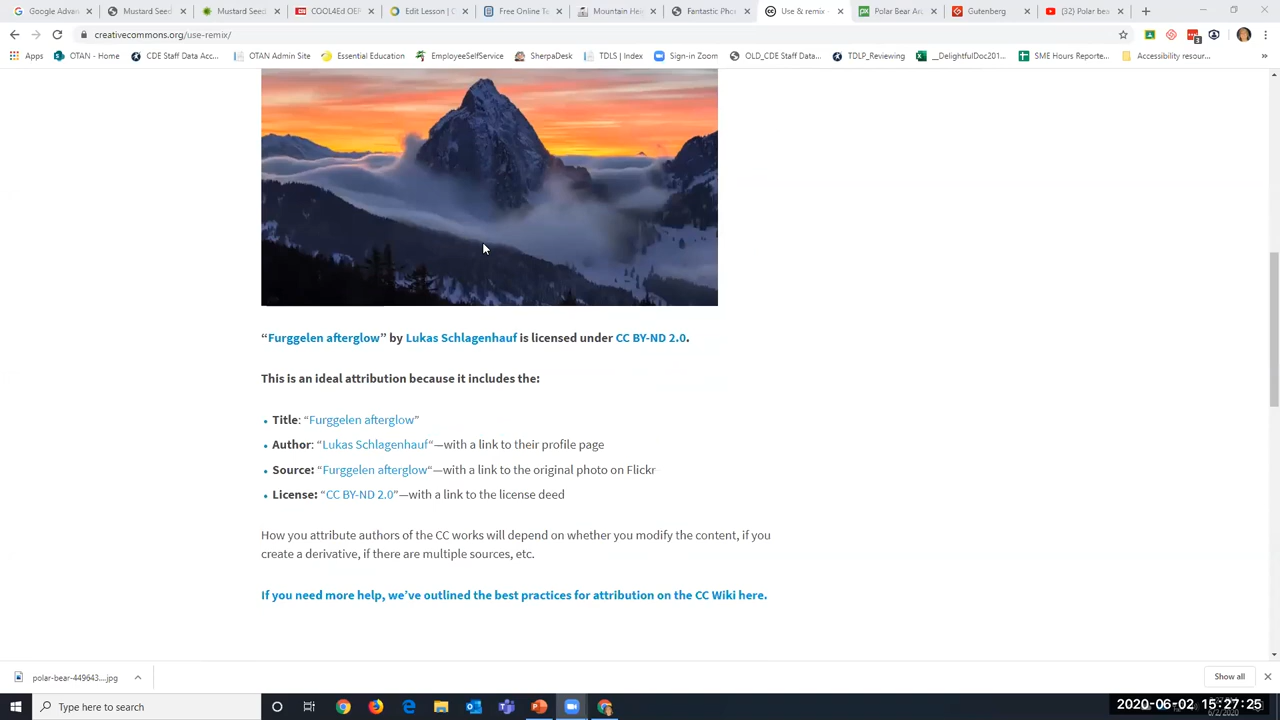 Google Advan
Mustard Seed
Mustard Seed
COOL4Ed OEP
Edit Lesson | C
Free Online To
Mountain Hei
Fantastic Pho
Use & remix -
Polar Bear Ar
Gutenberg
(32) Polar bea
creativecommons.org/use-remix/
Apps
OTAN - Home
CDE Staff Data Acc...
OTAN Admin Site
Essential Education
EmployeeSelfService
SherpaDesk
TDLS | Index
Sign-in Zoom
OLD_CDE Staff Data...
TDLP_Reviewing
_DelightfulDoc201...
SME Hours Reporte...
Accessibility resour...
“Furggelen afterglow” by Lukas Schlagenhauf is licensed under CC BY-ND 2.0.
This is an ideal attribution because it includes the:
• Title: “Furggelen afterglow”
• Author: “Lukas Schlagenhauf“—with a link to their profile page
• Source: “Furggelen afterglow“—with a link to the original photo on Flickr
• License: “CC BY-ND 2.0”—with a link to the license deed
How you attribute authors of the CC works will depend on whether you modify the content, if you
create a derivative, if there are multiple sources, etc.
If you need more help, we’ve outlined the best practices for attribution on the CC Wiki here.
polar-bear-449643....jpg
Show all
Type here to search
2020-06-02 15:27:25
6/2/2020